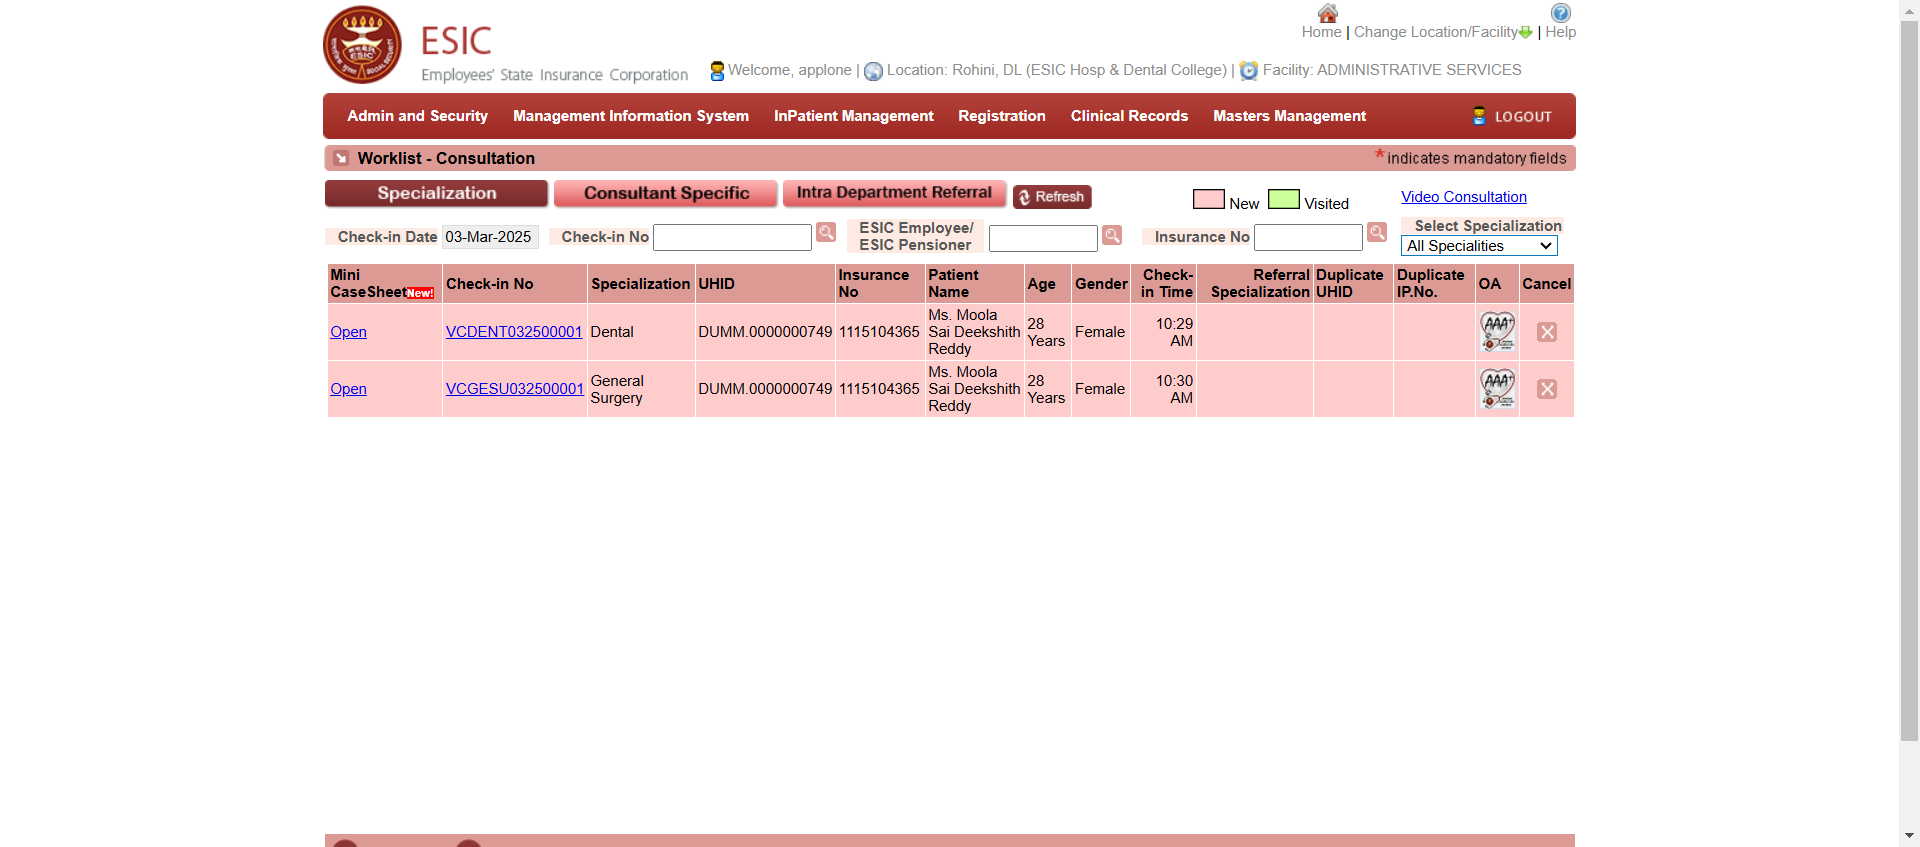 Home | Change Location/Facility | Help
ESIC
Employees' State Insurance Corporation
Welcome, applone | Location: Rohini, DL (ESIC Hosp & Dental College) | Facility: ADMINISTRATIVE SERVICES
Admin and Security Management Information System InPatient Management Registration Clinical Records Masters Management LOGOUT
Worklist - Consultation * indicates mandatory fields
Specialization Consultant Specific Intra Department Referral Refresh New Visited Video Consultation
Check-in Date 03-Mar-2025 Check-in No ESIC Employee/ ESIC Pensioner Insurance No Select Specialization
All Specialities
Mini CaseSheet New! Check-in No Specialization UHID Insurance No Patient Name Age Gender Check-in Time Referral Specialization Duplicate UHID Duplicate IP.No. OA Cancel
Open VCDENT032500001 Dental DUMM.0000000749 1115104365 Ms. Moola Sai Deekshith Reddy 28 Years Female 10:29 AM AAA+
Open VCGESU032500001 General Surgery DUMM.0000000749 1115104365 Ms. Moola Sai Deekshith Reddy 28 Years Female 10:30 AM AAA+